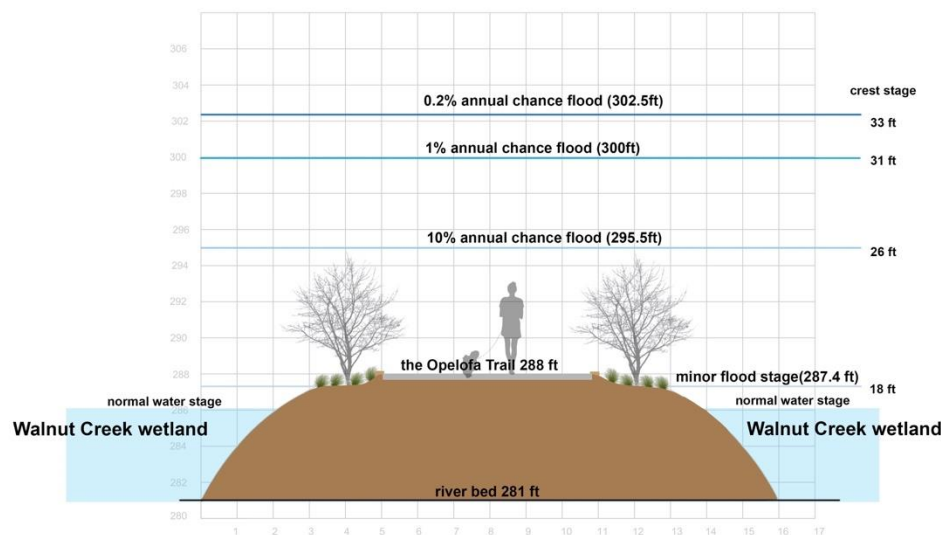 306
304
0.2% annual chance flood (302.5ft)
crest stage
302
33 ft
1% annual chance flood (300ft)
300
31 ft
298
296
10% annual chance flood (295.5ft)
26 ft
294
292
290
288
the Opelofa Trail 288 ft
minor flood stage(287.4 ft)
18 ft
286
normal water stage
normal water stage
Walnut Creek wetland
Walnut Creek wetland
284
282
river bed 281 ft
280
1 2 3 4 5 6 7 8 9 10 11 12 13 14 15 16 17